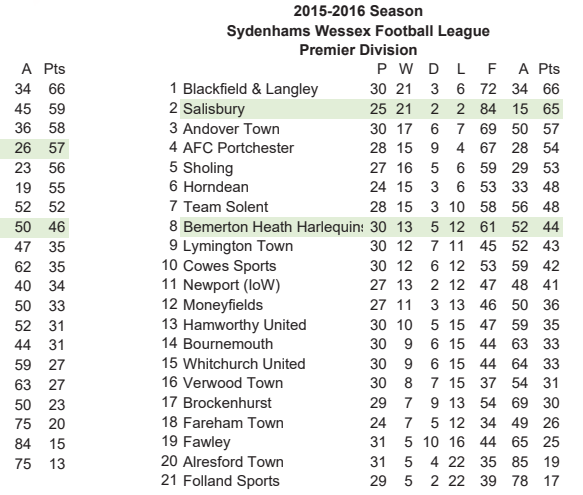 2015-2016 Season
Sydenhams Wessex Football League
Premier Division
A Pts P W D L F A Pts
34 66 1 Blackfield & Langley 30 21 3 6 72 34 66
45 59 2 Salisbury 25 21 2 2 84 15 65
36 58 3 Andover Town 30 17 6 7 69 50 57
26 57 4 AFC Portchester 28 15 9 4 67 28 54
23 56 5 Sholing 27 16 5 6 59 29 53
19 55 6 Horndean 24 15 3 6 53 33 48
52 52 7 Team Solent 28 15 3 10 58 56 48
50 46 8 Bemerton Heath Harlequins 30 13 5 12 61 52 44
47 35 9 Lymington Town 30 12 7 11 45 52 43
62 35 10 Cowes Sports 30 12 6 12 53 59 42
40 34 11 Newport (IoW) 27 13 2 12 47 48 41
50 33 12 Moneyfields 27 11 3 13 46 50 36
52 31 13 Hamworthy United 30 10 5 15 47 59 35
44 31 14 Bournemouth 30 9 6 15 44 63 33
59 27 15 Whitchurch United 30 9 6 15 44 64 33
63 27 16 Verwood Town 30 8 7 15 37 54 31
50 23 17 Brockenhurst 29 7 9 13 54 69 30
75 20 18 Fareham Town 24 7 5 12 34 49 26
84 15 19 Fawley 31 5 10 16 44 65 25
75 13 20 Alresford Town 31 5 4 22 35 85 19
21 Folland Sports 29 5 2 22 39 78 17